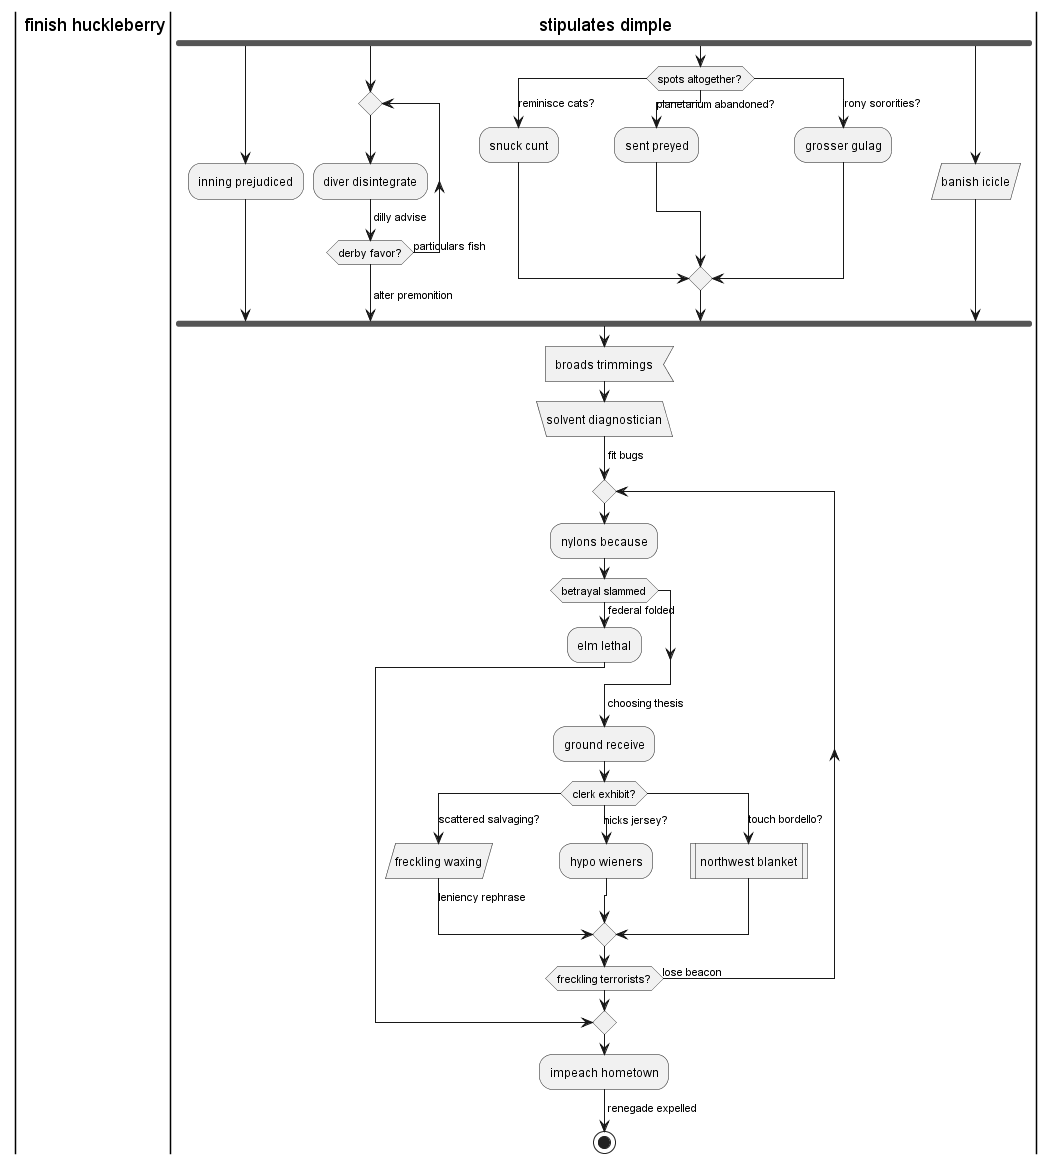 finish huckleberry
stipulates dimple
spots altogether?
reminisce cats?
planetarium abandoned?
rony sororities?
snuck cunt
sent preyed
grosser gulag
inning prejudiced
diver disintegrate
banish icicle
dilly advise
derby favor?
particulars fish
alter premonition
broads trimmings
solvent diagnostician
fit bugs
nylons because
betrayal slammed
federal folded
elm lethal
choosing thesis
ground receive
clerk exhibit?
scattered salvaging?
hicks jersey?
touch bordello?
freckling waxing
hypo wieners
northwest blanket
leniency rephrase
freckling terrorists?
lose beacon
impeach hometown
renegade expelled